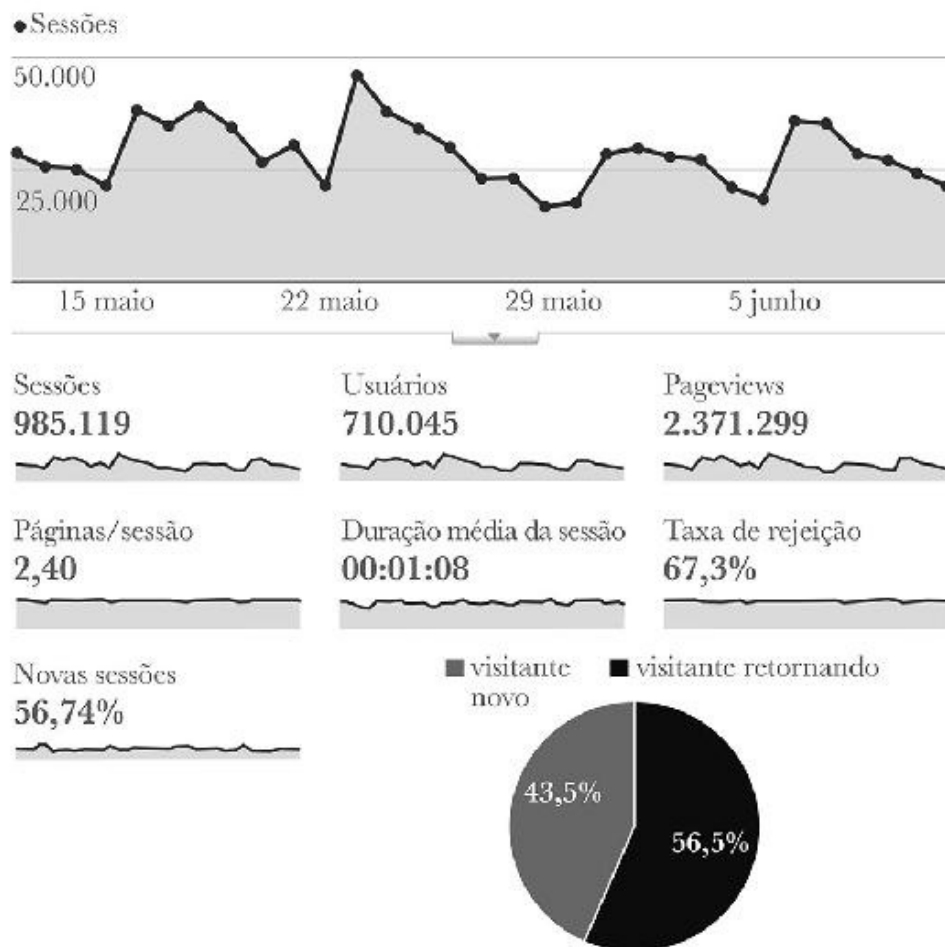 Sessões
50.000
25.000
15 maio 22 maio 29 maio 5 junho
Sessões
985.119
Usuários
710.045
Pageviews
2.371.299
Páginas/sessão
2,40
Duração média da sessão
00:01:08
Taxa de rejeição
67,3%
Novas sessões
56,74%
visitante
novo
visitante retornando
43,5%
56,5%